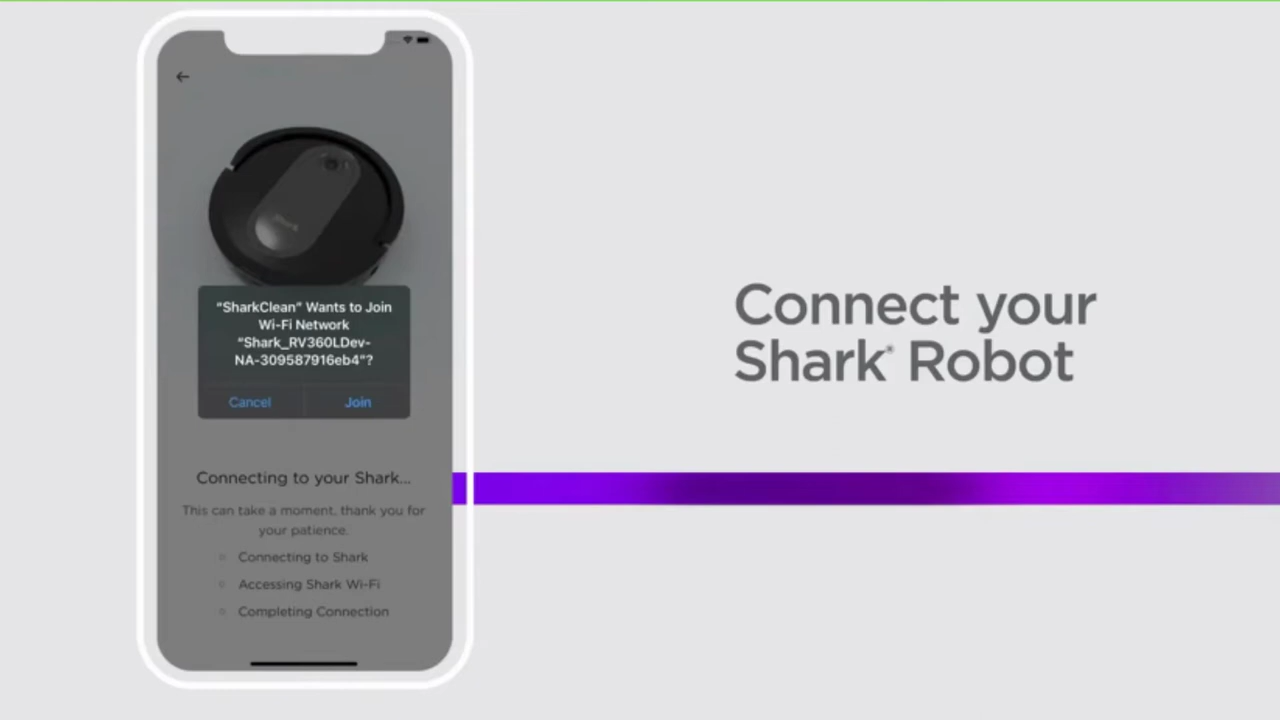 “SharkClean” Wants to Join
Wi-Fi Network
“Shark_RV360LDev-
NA-309587916eb4”?
Cancel
Join
Connecting to your Shark...
This can take a moment, thank you for
your patience.
Connecting to Shark
Accessing Shark Wi-Fi
Completing Connection
Connect your
Shark® Robot